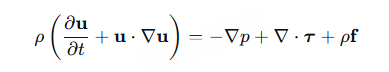 ρ(∂𝐮/∂t + 𝐮 · ∇𝐮) = −∇p + ∇ · 𝝉 + ρ𝐟